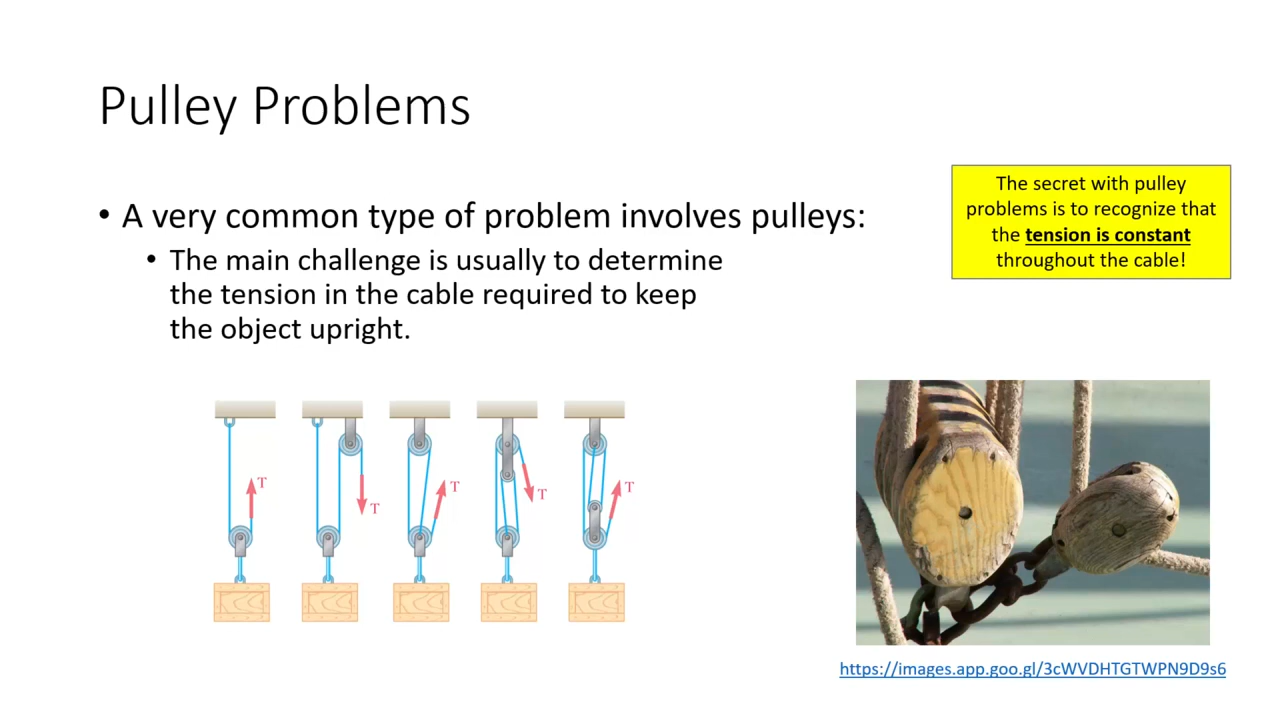 Pulley Problems
• A very common type of problem involves pulleys:
• The main challenge is usually to determine
the tension in the cable required to keep
the object upright.
The secret with pulley
problems is to recognize that
the tension is constant
throughout the cable!
T
T
T
T
T
https://images.app.goo.gl/3cWVDHTGTWPN9D9s6